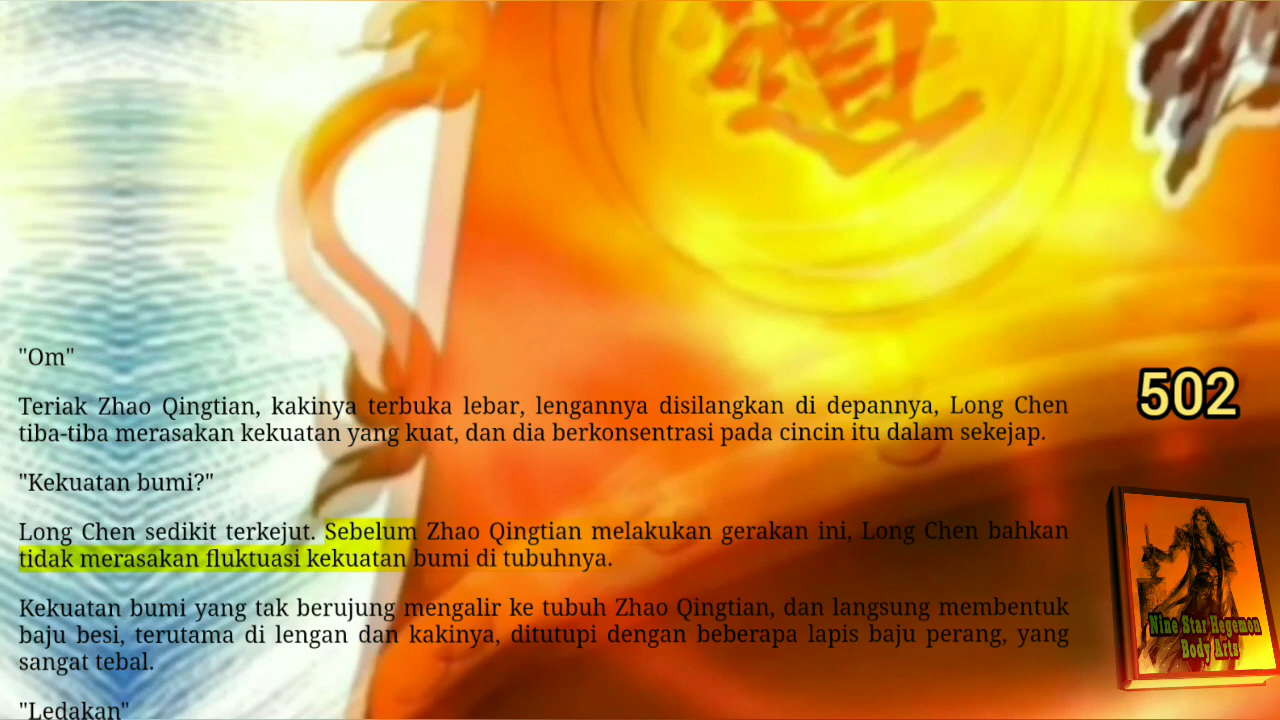 "Om"
Teriak Zhao Qingtian, kakinya terbuka lebar, lengannya disilangkan di depannya, Long Chen
tiba-tiba merasakan kekuatan yang kuat, dan dia berkonsentrasi pada cincin itu dalam sekejap.
"Kekuatan bumi?"
Long Chen sedikit terkejut. Sebelum Zhao Qingtian melakukan gerakan ini, Long Chen bahkan
tidak merasakan fluktuasi kekuatan bumi di tubuhnya.
Kekuatan bumi yang tak berujung mengalir ke tubuh Zhao Qingtian, dan langsung membentuk
baju besi, terutama di lengan dan kakinya, ditutupi dengan beberapa lapis baju perang, yang
sangat tebal.
"Ledakan"
502
Nine Star Hegemon
Body Arts